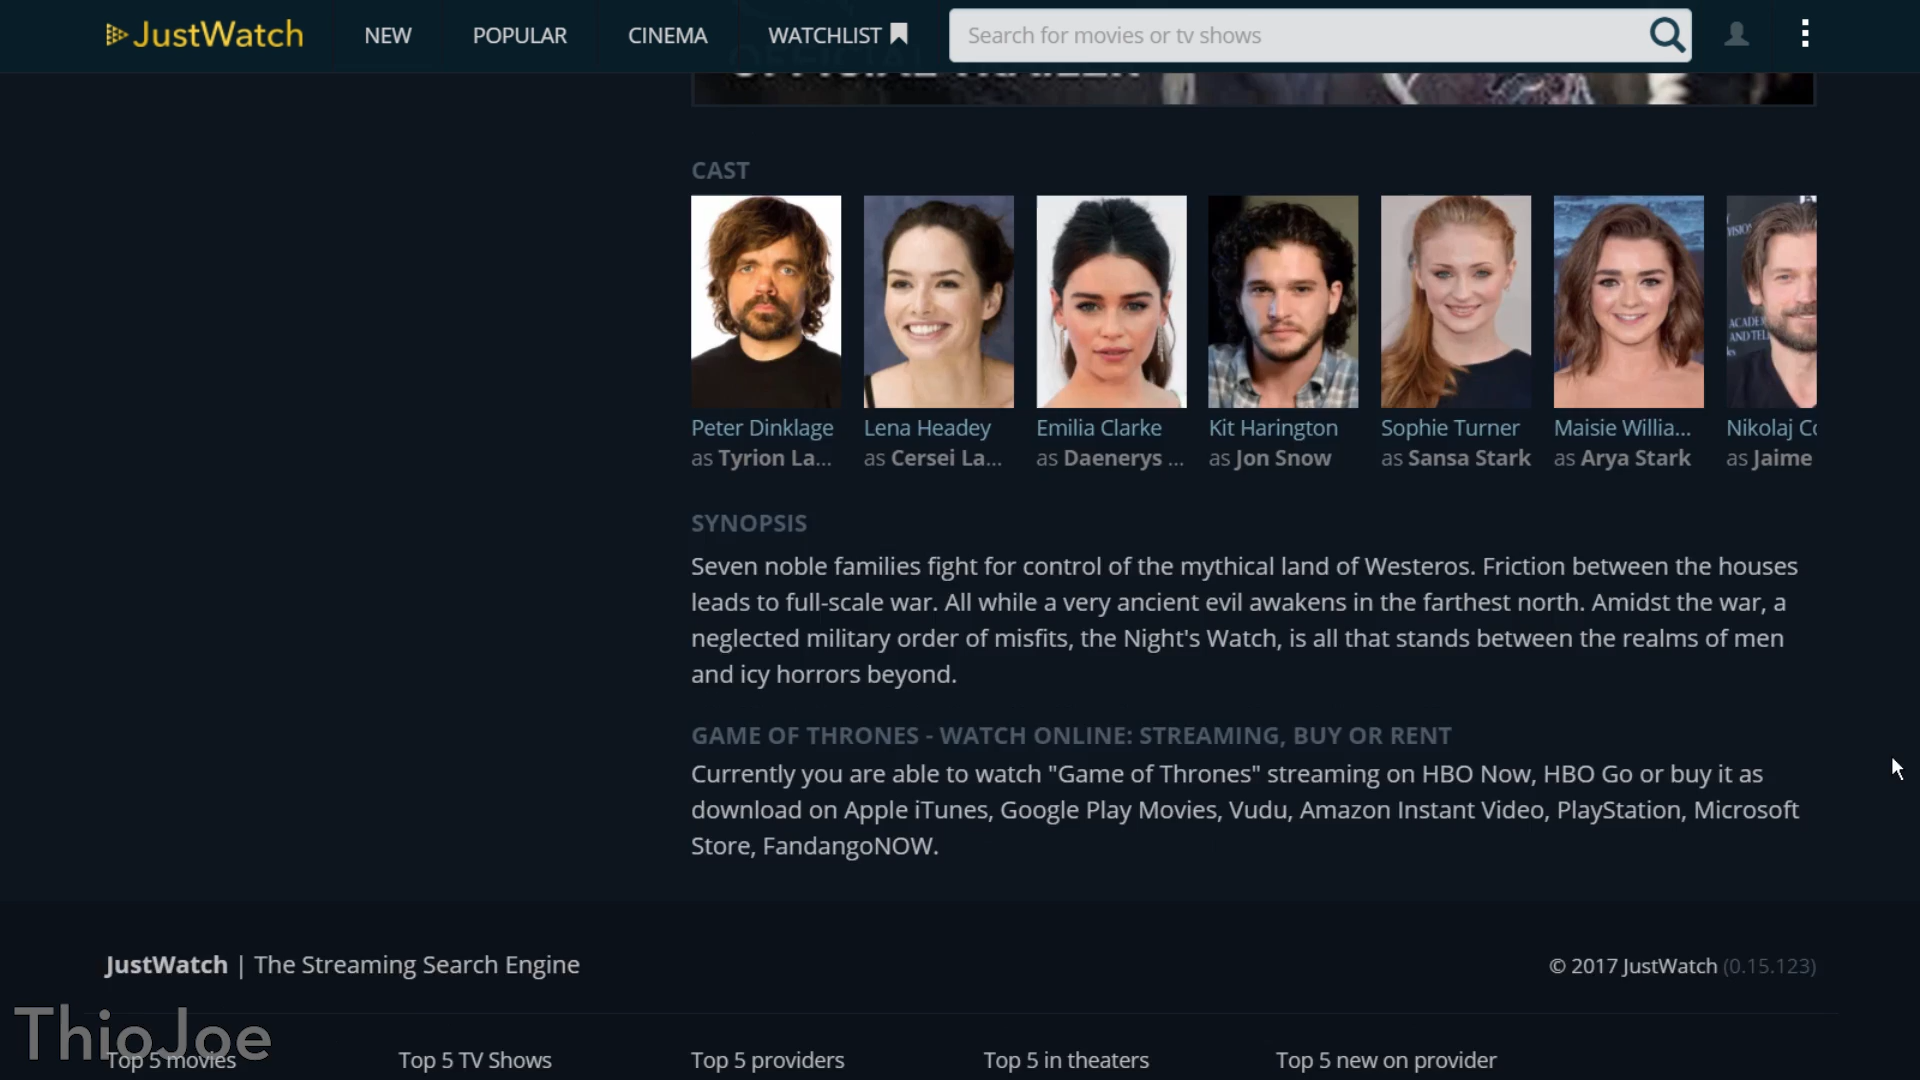 JustWatch NEW POPULAR CINEMA WATCHLIST Search for movies or tv shows
OFFICIAL TRAILER
CAST
Peter Dinklage Lena Headey Emilia Clarke Kit Harington Sophie Turner Maisie Willia... Nikolaj Co
as Tyrion La... as Cersei La... as Daenerys ... as Jon Snow as Sansa Stark as Arya Stark as Jaime
SYNOPSIS
Seven noble families fight for control of the mythical land of Westeros. Friction between the houses
leads to full-scale war. All while a very ancient evil awakens in the farthest north. Amidst the war, a
neglected military order of misfits, the Night's Watch, is all that stands between the realms of men
and icy horrors beyond.
GAME OF THRONES - WATCH ONLINE: STREAMING, BUY OR RENT
Currently you are able to watch "Game of Thrones" streaming on HBO Now, HBO Go or buy it as
download on Apple iTunes, Google Play Movies, Vudu, Amazon Instant Video, PlayStation, Microsoft
Store, FandangoNOW.
JustWatch | The Streaming Search Engine © 2017 JustWatch (0.15.123)
ThioJoe
Top 5 movies Top 5 TV Shows Top 5 providers Top 5 in theaters Top 5 new on provider